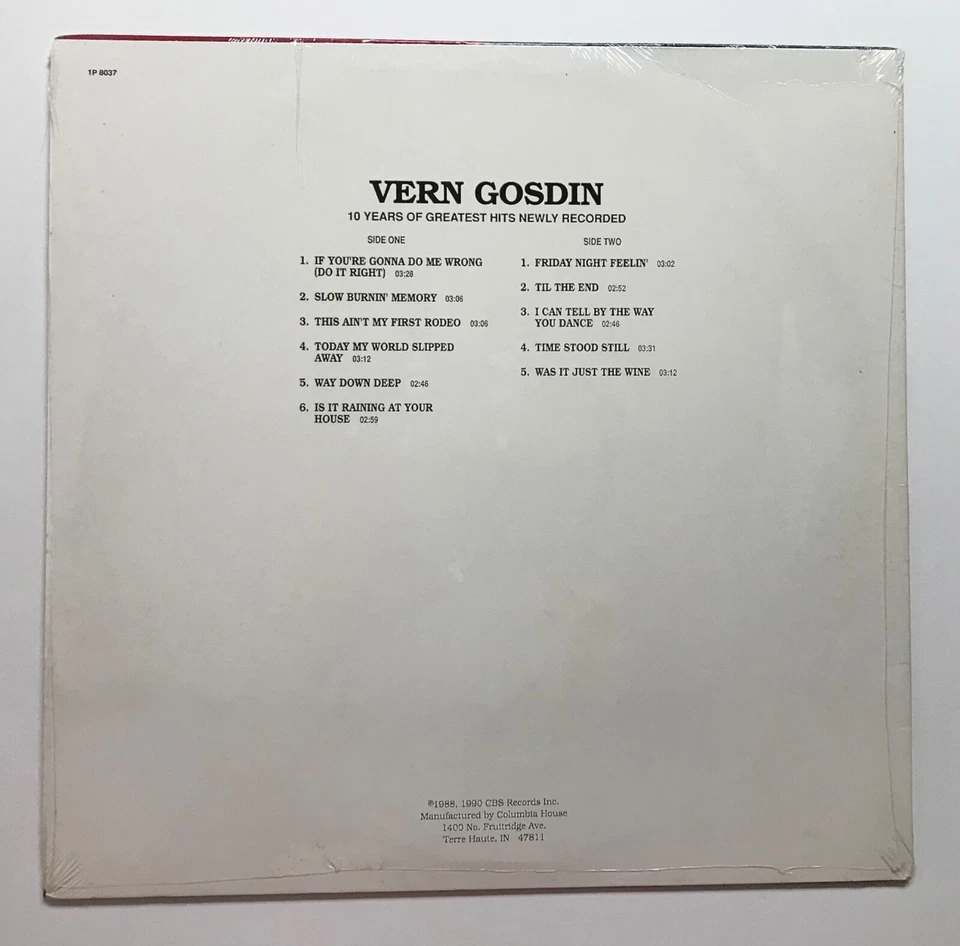 1P 8037
VERN GOSDIN
10 YEARS OF GREATEST HITS NEWLY RECORDED
SIDE ONE
1. IF YOU'RE GONNA DO ME WRONG
(DO IT RIGHT) 03:28
2. SLOW BURNIN' MEMORY 03:06
3. THIS AIN'T MY FIRST RODEO 03:06
4. TODAY MY WORLD SLIPPED
AWAY 03:12
5. WAY DOWN DEEP 02:46
6. IS IT RAINING AT YOUR
HOUSE 02:59
SIDE TWO
1. FRIDAY NIGHT FEELIN' 03:02
2. TIL THE END 02:52
3. I CAN TELL BY THE WAY
YOU DANCE 02:46
4. TIME STOOD STILL 03:31
5. WAS IT JUST THE WINE 03:12
℗1988, 1990 CBS Records Inc.
Manufactured by Columbia House
1400 No. Fruitridge Ave.
Terre Haute, IN 47811